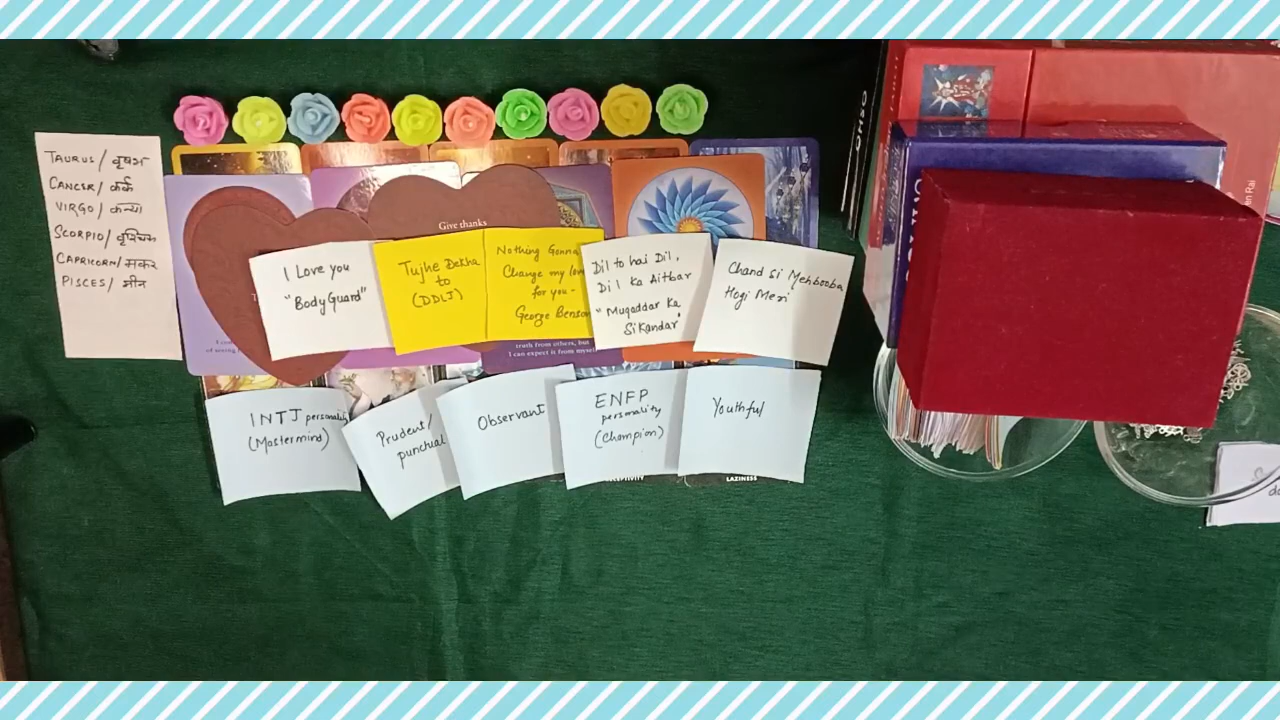 TAURUS / वृषभ
CANCER / कर्क
VIRGO / कन्या
SCORPIO / वृश्चिक
CAPRICORN / मकर
PISCES / मीन
Give thanks
I Love you
"BodyGuard"
Tujhe Dekha
to
(DDLJ)
Nothing Gonna
Change my love
for you -
George Benson
Dil to hai Dil,
Dil Ka Aitbar
"Muqaddar Ka
Sikandar"
Chand si Mehbooba
Hogi Meri
truth from others, but
I can expect it from myself
INTJ personality
(Mastermind)
Prudent/
punctual
Observant
ENFP
personality
(Champion)
Youthful
LAZINESS
OSHO